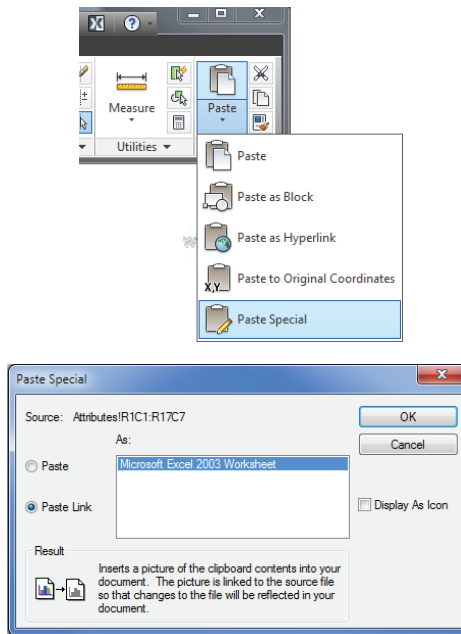 Measure
Paste
Utilities
Paste
Paste as Block
Paste as Hyperlink
X,Y... Paste to Original Coordinates
Paste Special
Paste Special
Source: Attributes!R1C1:R17C7
OK
As:
Cancel
Paste
Microsoft Excel 2003 Worksheet
Paste Link
Display As Icon
Result
Inserts a picture of the clipboard contents into your
document. The picture is linked to the source file
so that changes to the file will be reflected in your
document.